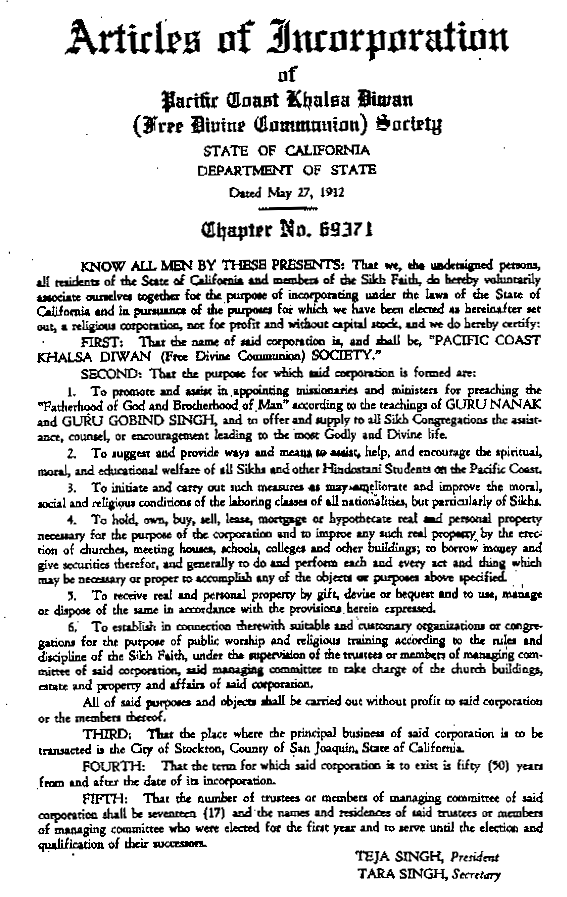 Articles of Incorporation
of
Pacific Coast Khalsa Diwan
(Free Divine Communion) Society
STATE OF CALIFORNIA
DEPARTMENT OF STATE
Dated May 27, 1912
Chapter No. 69371
KNOW ALL MEN BY THESE PRESENTS: That we, the undersigned persons,
all residents of the State of California and members of the Sikh Faith, do hereby voluntarily
associate ourselves together for the purpose of incorporating under the laws of the State of
California and in pursuance of the purposes for which we have been elected as hereinafter set
out, a religious corporation, not for profit and without capital stock, and we do hereby certify:
FIRST: That the name of said corporation is, and shall be, "PACIFIC COAST
KHALSA DIWAN (Free Divine Communion) SOCIETY."
SECOND: That the purpose for which said corporation is formed are:
1. To promote and assist in appointing missionaries and ministers for preaching the
"Fatherhood of God and Brotherhood of Man" according to the teachings of GURU NANAK
and GURU GOBIND SINGH, and to offer and supply to all Sikh Congregations the assist-
ance, counsel, or encouragement leading to the most Godly and Divine life.
2. To suggest and provide ways and means to assist, help, and encourage the spiritual,
moral, and educational welfare of all Sikhs and other Hindostani Students on the Pacific Coast.
3. To initiate and carry out such measures as may ameliorate and improve the moral,
social and religious conditions of the laboring classes of all nationalities, but particularly of Sikhs.
4. To hold, own, buy, sell, lease, mortgage or hypothecate real and personal property
necessary for the purpose of the corporation and to improve any such real property by the erec-
tion of churches, meeting houses, schools, colleges and other buildings; to borrow money and
give securities therefor, and generally to do and perform each and every act and thing which
may be necessary or proper to accomplish any of the objects or purposes above specified.
5. To receive real and personal property by gift, devise or bequest and to use, manage
or dispose of the same in accordance with the provisions herein expressed.
6. To establish in connection therewith suitable and customary organizations or congre-
gations for the purpose of public worship and religious training according to the rules and
discipline of the Sikh Faith, under the supervision of the trustees or members of managing com-
mittee of said corporation, said managing committee to take charge of the church buildings,
estate and property and affairs of said corporation.
All of said purposes and objects shall be carried out without profit to said corporation
or the members thereof.
THIRD: That the place where the principal business of said corporation is to be
transacted is the City of Stockton, County of San Joaquin, State of California.
FOURTH: That the term for which said corporation is to exist is fifty (50) years
from and after the date of its incorporation.
FIFTH: That the number of trustees or members of managing committee of said
corporation shall be seventeen (17) and the names and residences of said trustees or members
of managing committee who were elected for the first year and to serve until the election and
qualification of their successors.
TEJA SINGH, President
TARA SINGH, Secretary